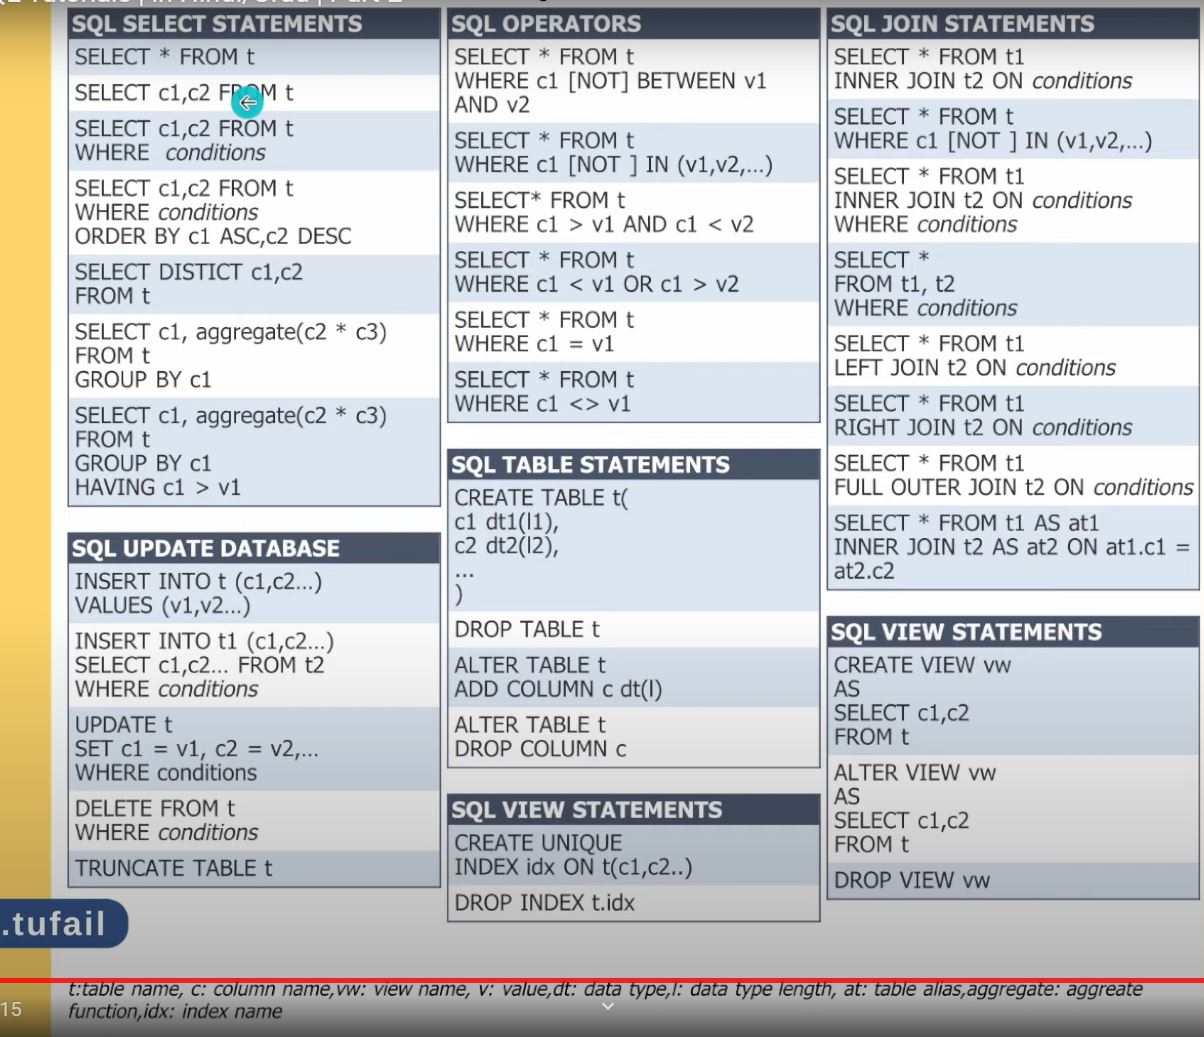 SQL SELECT STATEMENTS
SELECT * FROM t
SELECT c1,c2 FROM t
SELECT c1,c2 FROM t
WHERE conditions
SELECT c1,c2 FROM t
WHERE conditions
ORDER BY c1 ASC,c2 DESC
SELECT DISTICT c1,c2
FROM t
SELECT c1, aggregate(c2 * c3)
FROM t
GROUP BY c1
SELECT c1, aggregate(c2 * c3)
FROM t
GROUP BY c1
HAVING c1 > v1
SQL UPDATE DATABASE
INSERT INTO t (c1,c2...)
VALUES (v1,v2...)
INSERT INTO t1 (c1,c2...)
SELECT c1,c2... FROM t2
WHERE conditions
UPDATE t
SET c1 = v1, c2 = v2,...
WHERE conditions
DELETE FROM t
WHERE conditions
TRUNCATE TABLE t
SQL OPERATORS
SELECT * FROM t
WHERE c1 [NOT] BETWEEN v1
AND v2
SELECT * FROM t
WHERE c1 [NOT ] IN (v1,v2,...)
SELECT* FROM t
WHERE c1 > v1 AND c1 < v2
SELECT * FROM t
WHERE c1 < v1 OR c1 > v2
SELECT * FROM t
WHERE c1 = v1
SELECT * FROM t
WHERE c1 <> v1
SQL TABLE STATEMENTS
CREATE TABLE t(
c1 dt1(l1),
c2 dt2(l2),
...
)
DROP TABLE t
ALTER TABLE t
ADD COLUMN c dt(l)
ALTER TABLE t
DROP COLUMN c
SQL VIEW STATEMENTS
CREATE UNIQUE
INDEX idx ON t(c1,c2..)
DROP INDEX t.idx
SQL JOIN STATEMENTS
SELECT * FROM t1
INNER JOIN t2 ON conditions
SELECT * FROM t
WHERE c1 [NOT ] IN (v1,v2,...)
SELECT * FROM t1
INNER JOIN t2 ON conditions
WHERE conditions
SELECT *
FROM t1, t2
WHERE conditions
SELECT * FROM t1
LEFT JOIN t2 ON conditions
SELECT * FROM t1
RIGHT JOIN t2 ON conditions
SELECT * FROM t1
FULL OUTER JOIN t2 ON conditions
SELECT * FROM t1 AS at1
INNER JOIN t2 AS at2 ON at1.c1 =
at2.c2
SQL VIEW STATEMENTS
CREATE VIEW vw
AS
SELECT c1,c2
FROM t
ALTER VIEW vw
AS
SELECT c1,c2
FROM t
DROP VIEW vw
.tufail
t:table name, c: column name,vw: view name, v: value,dt: data type,l: data type length, at: table alias,aggregate: aggreate
function,idx: index name
15